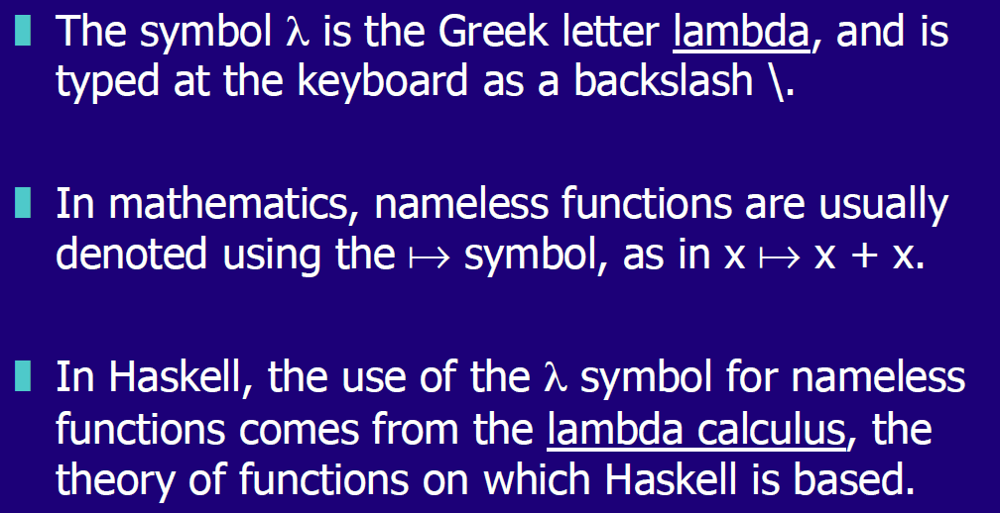 The symbol λ is the Greek letter lambda, and is
typed at the keyboard as a backslash \.
In mathematics, nameless functions are usually
denoted using the ↦ symbol, as in x ↦ x + x.
In Haskell, the use of the λ symbol for nameless
functions comes from the lambda calculus, the
theory of functions on which Haskell is based.